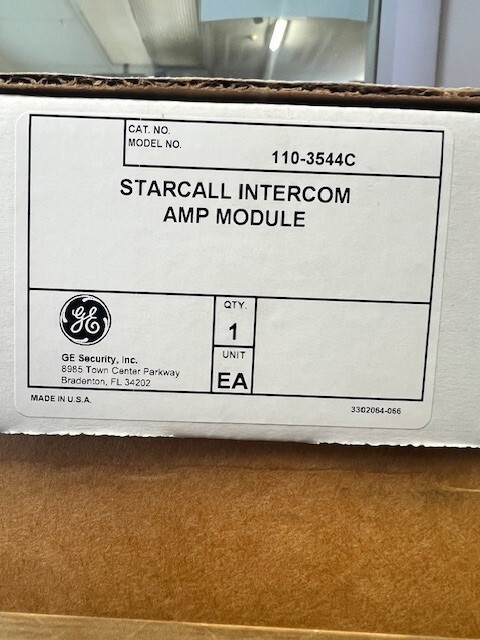 CAT. NO.
MODEL NO.
110-3544C
STARCALL INTERCOM
AMP MODULE
GE
GE Security, Inc.
8985 Town Center Parkway
Bradenton, FL 34202
QTY.
1
UNIT
EA
MADE IN U.S.A.
3302064-066